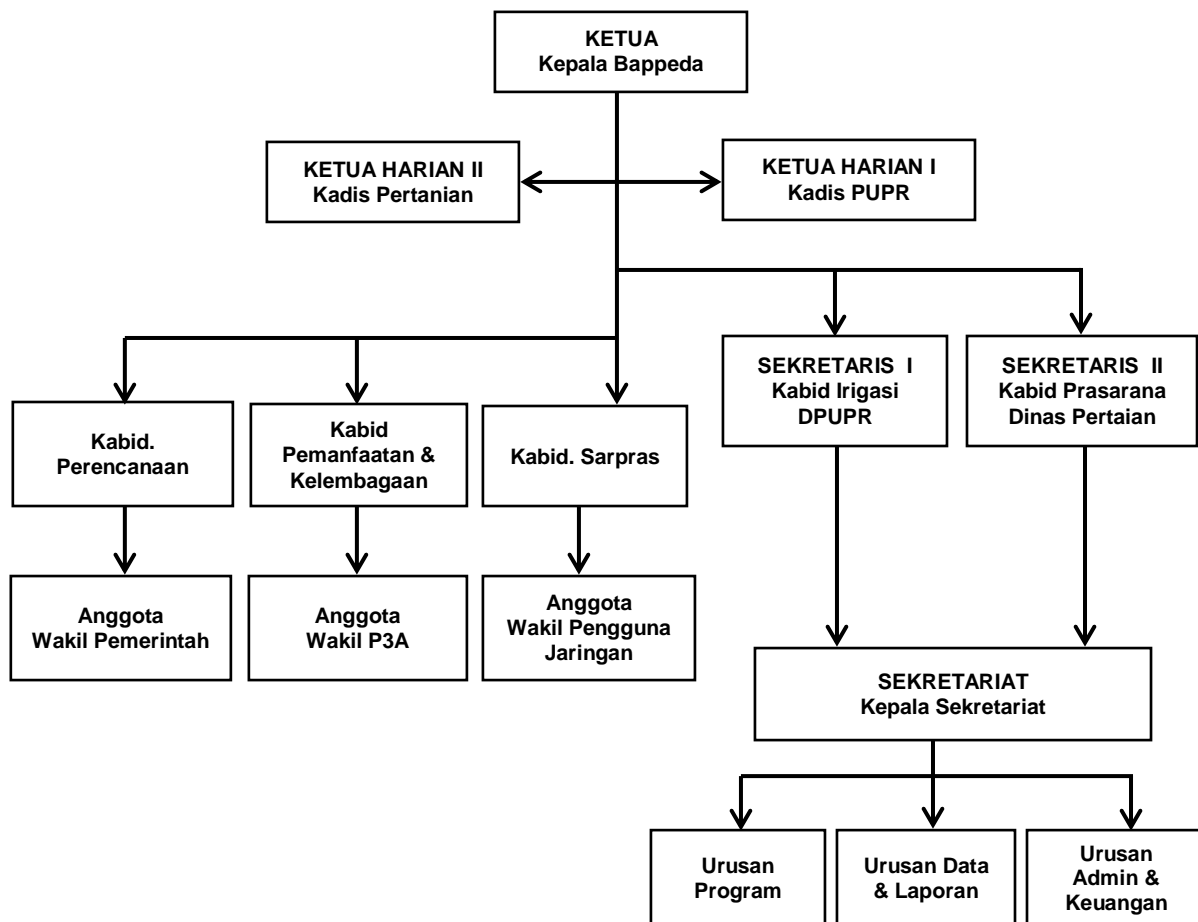 KETUA
Kepala Bappeda
KETUA HARIAN II
Kadis Pertanian
KETUA HARIAN I
Kadis PUPR
SEKRETARIS I
Kabid Irigasi
DPUPR
SEKRETARIS II
Kabid Prasarana
Dinas Pertaian
Kabid.
Perencanaan
Kabid
Pemanfaatan &
Kelembagaan
Kabid. Sarpras
Anggota
Wakil Pemerintah
Anggota
Wakil P3A
Anggota
Wakil Pengguna
Jaringan
SEKRETARIAT
Kepala Sekretariat
Urusan
Program
Urusan Data
& Laporan
Urusan
Admin &
Keuangan